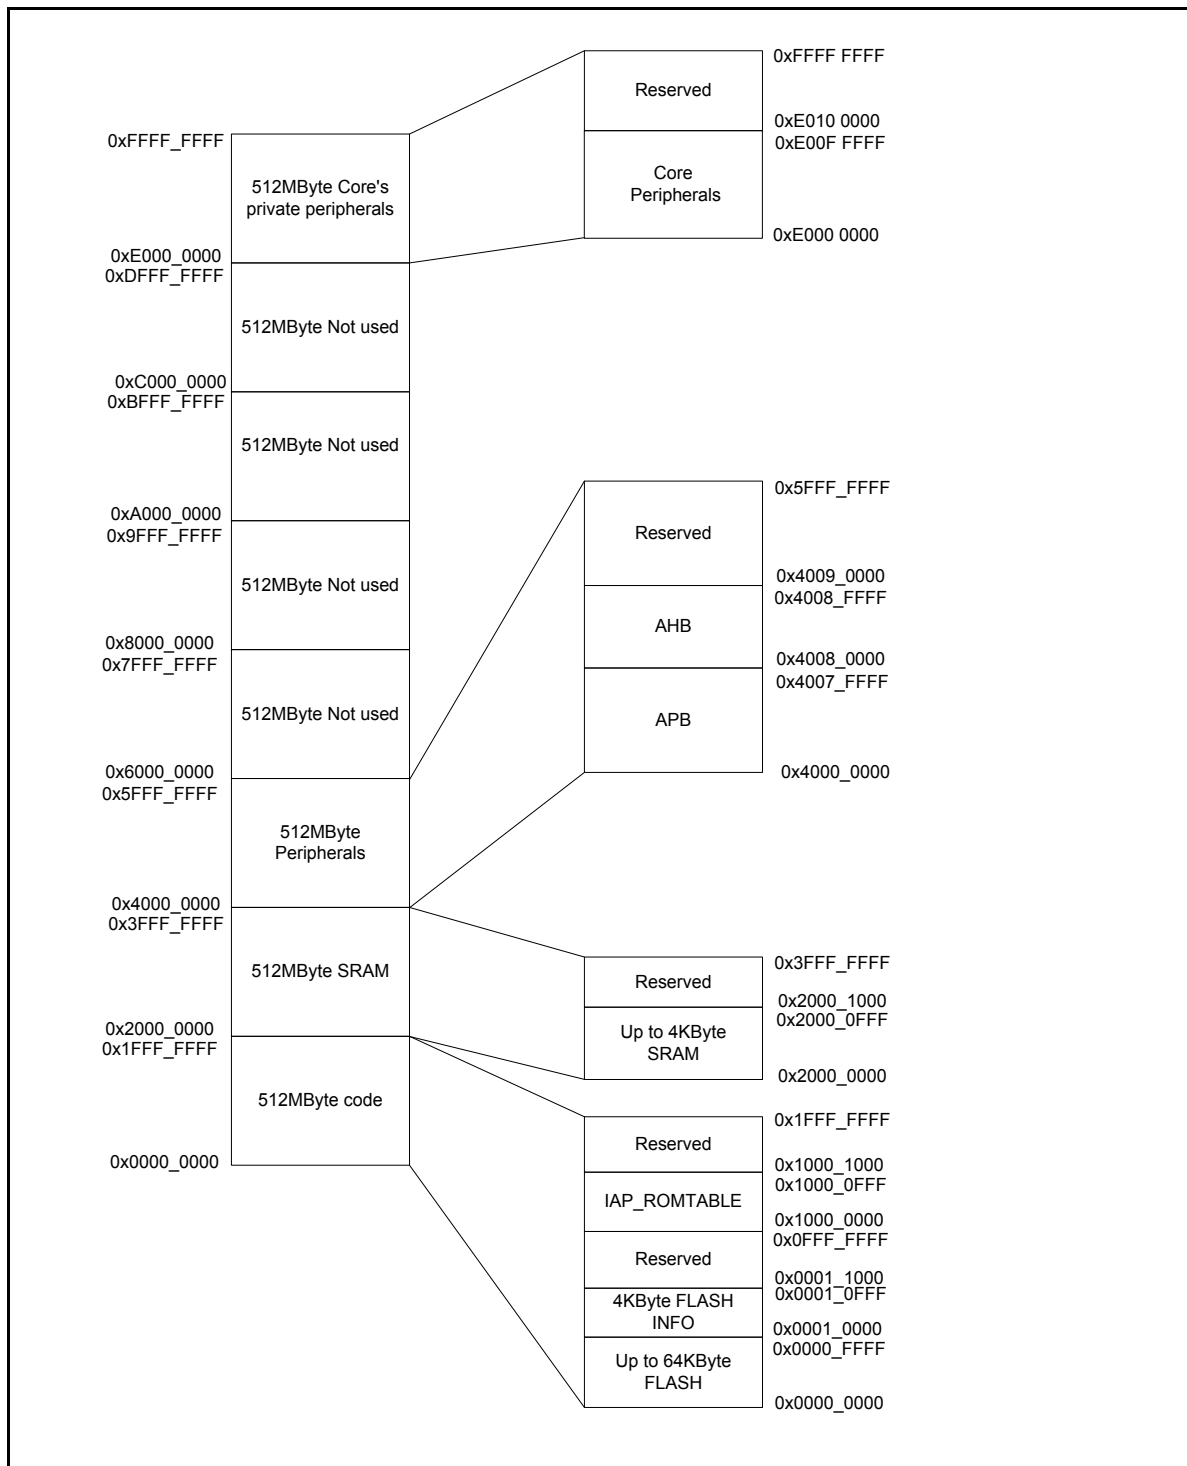 0xFFFF_FFFF
512MByte Core's
private peripherals
0xE000_0000
0xDFFF_FFFF
512MByte Not used
0xC000_0000
0xBFFF_FFFF
512MByte Not used
0xA000_0000
0x9FFF_FFFF
512MByte Not used
0x8000_0000
0x7FFF_FFFF
512MByte Not used
0x6000_0000
0x5FFF_FFFF
512MByte
Peripherals
0x4000_0000
0x3FFF_FFFF
512MByte SRAM
0x2000_0000
0x1FFF_FFFF
512MByte code
0x0000_0000
0xFFFF FFFF
Reserved
0xE010 0000
0xE00F FFFF
Core
Peripherals
0xE000 0000
0x5FFF_FFFF
Reserved
0x4009_0000
0x4008_FFFF
AHB
0x4008_0000
0x4007_FFFF
APB
0x4000_0000
0x3FFF_FFFF
Reserved
0x2000_1000
0x2000_0FFF
Up to 4KByte
SRAM
0x2000_0000
0x1FFF_FFFF
Reserved
0x1000_1000
0x1000_0FFF
IAP_ROMTABLE
0x1000_0000
0x0FFF_FFFF
Reserved
0x0001_1000
0x0001_0FFF
4KByte FLASH
INFO
0x0001_0000
0x0000_FFFF
Up to 64KByte
FLASH
0x0000_0000